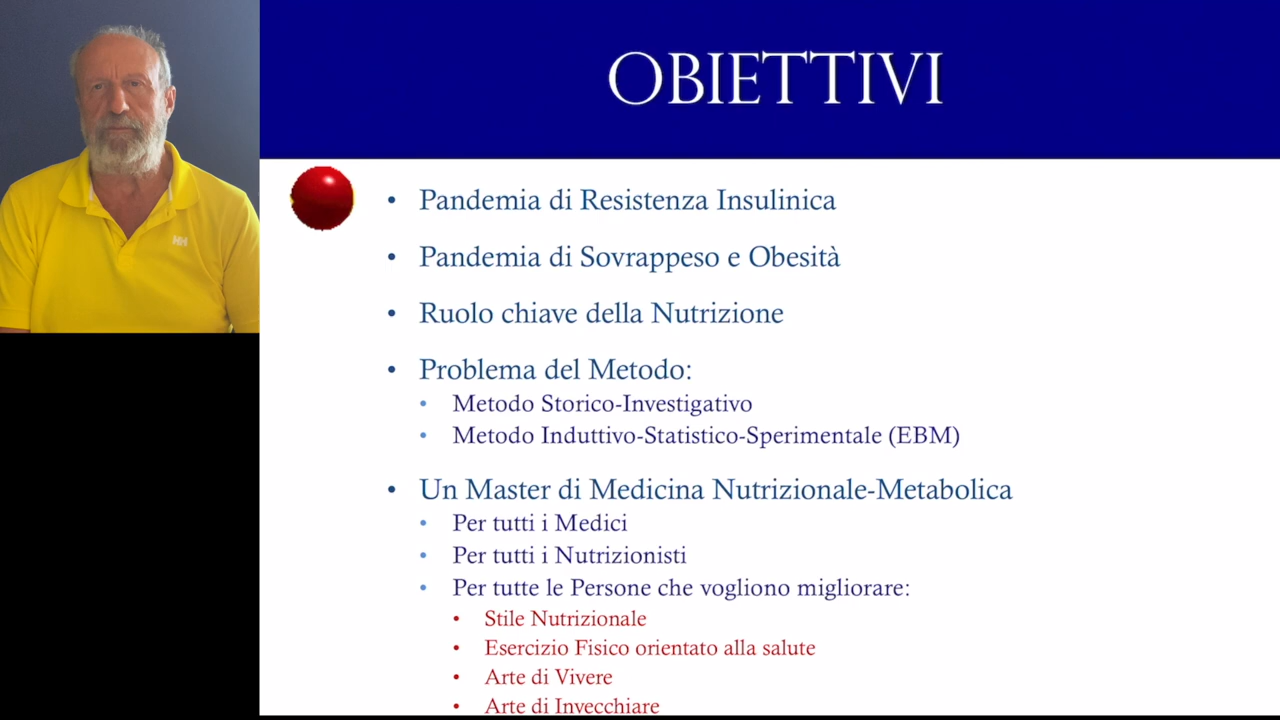 OBIETTIVI
HH
• Pandemia di Resistenza Insulinica
• Pandemia di Sovrappeso e Obesità
• Ruolo chiave della Nutrizione
• Problema del Metodo:
• Metodo Storico-Investigativo
• Metodo Induttivo-Statistico-Sperimentale (EBM)
• Un Master di Medicina Nutrizionale-Metabolica
• Per tutti i Medici
• Per tutti i Nutrizionisti
• Per tutte le Persone che vogliono migliorare:
• Stile Nutrizionale
• Esercizio Fisico orientato alla salute
• Arte di Vivere
• Arte di Invecchiare